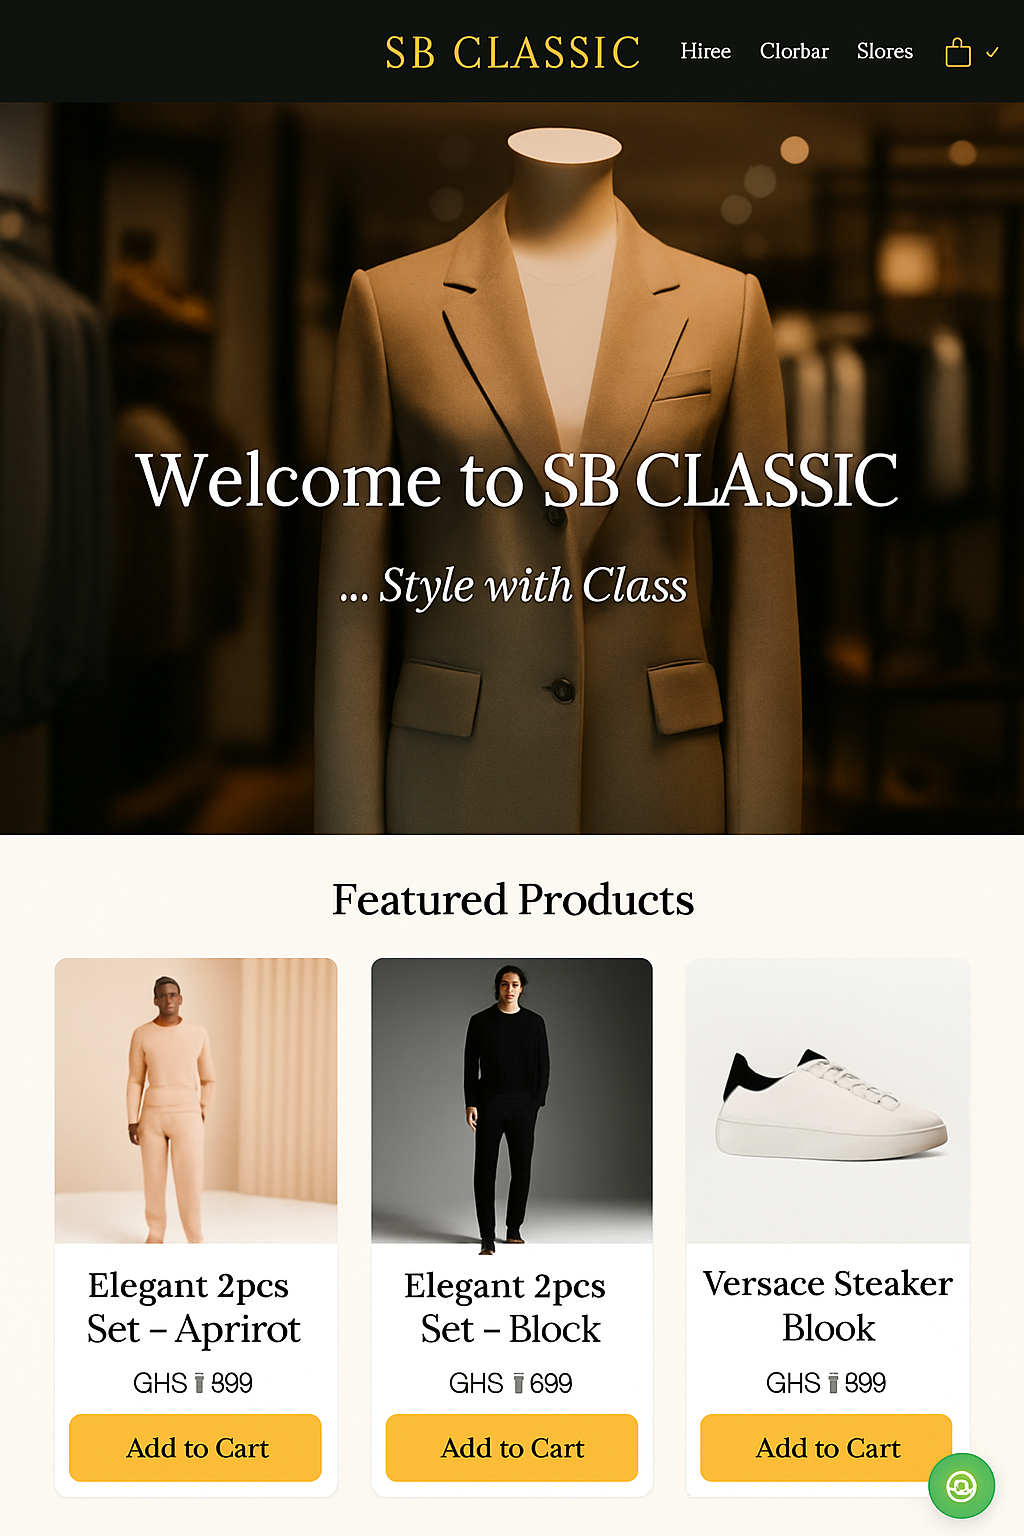 SB CLASSIC
Hiree Clorbar Slores
Welcome to SB CLASSIC
... Style with Class
Featured Products
Elegant 2pcs
Set – Aprirot
GHS 899
Add to Cart
Elegant 2pcs
Set – Block
GHS 699
Add to Cart
Versace Steaker
Blook
GHS 899
Add to Cart